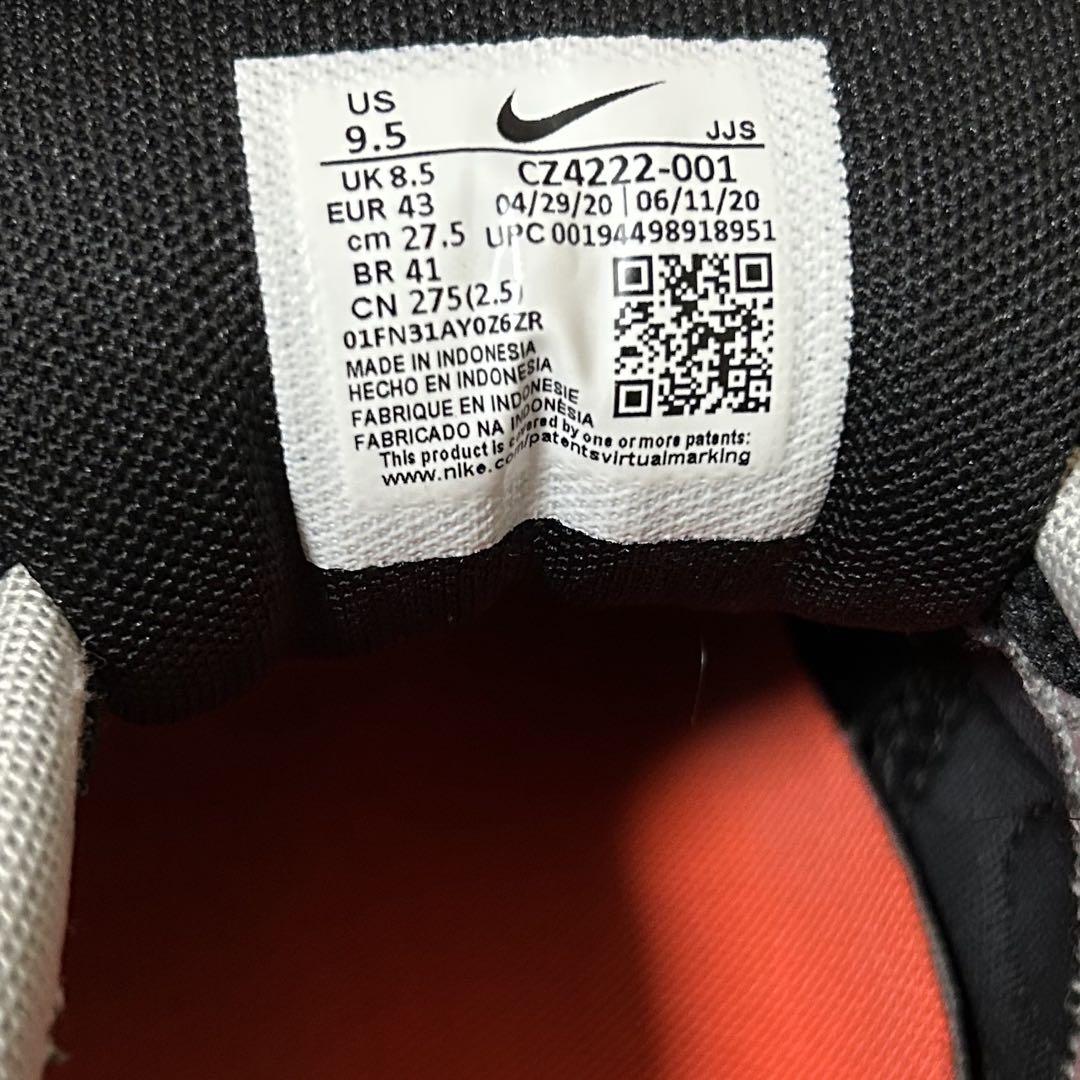 US
9.5
JJS
UK 8.5
CZ4222-001
EUR 43
04/29/20 | 06/11/20
cm 27.5
UPC 00194498918951
BR 41
CN 275(2.5)
01FN31AY0Z6ZR
MADE IN INDONESIA
HECHO EN INDONESIA
FABRIQUE EN INDONESIE
FABRICADO NA INDONÉSIA
This product is covered by one or more patents:
www.nike.com/patentsvirtualmarking